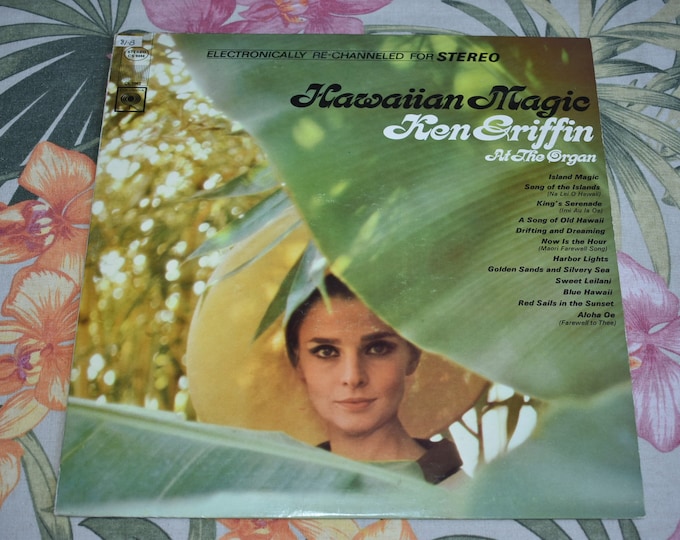 ELECTRONICALLY RE-CHANNELED FOR STEREO
Hawaiian Magic
Ken Griffin
At The Organ
Island Magic
Song of the Islands
(Na Lei O Hawaii)
King's Serenade
(Imi Au Ia Oe)
A Song of Old Hawaii
Drifting and Dreaming
Now Is the Hour
(Maori Farewell Song)
Harbor Lights
Golden Sands and Silvery Sea
Sweet Leilani
Blue Hawaii
Red Sails in the Sunset
Aloha Oe
(Farewell to Thee)